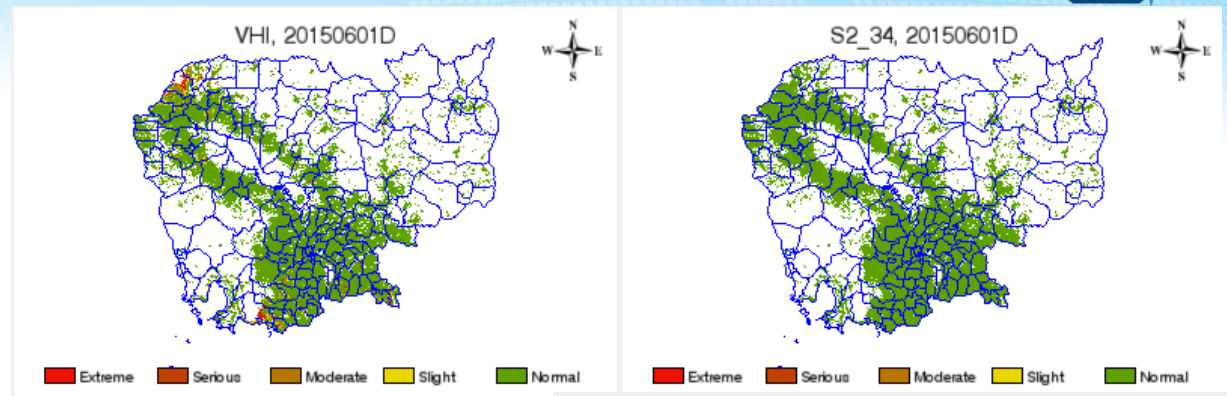 VHI, 20150601D
N
W E
S
Extreme Serious Moderate Slight Normal
S2_34, 20150601D
N
W E
S
Extreme Serious Moderate Slight Normal